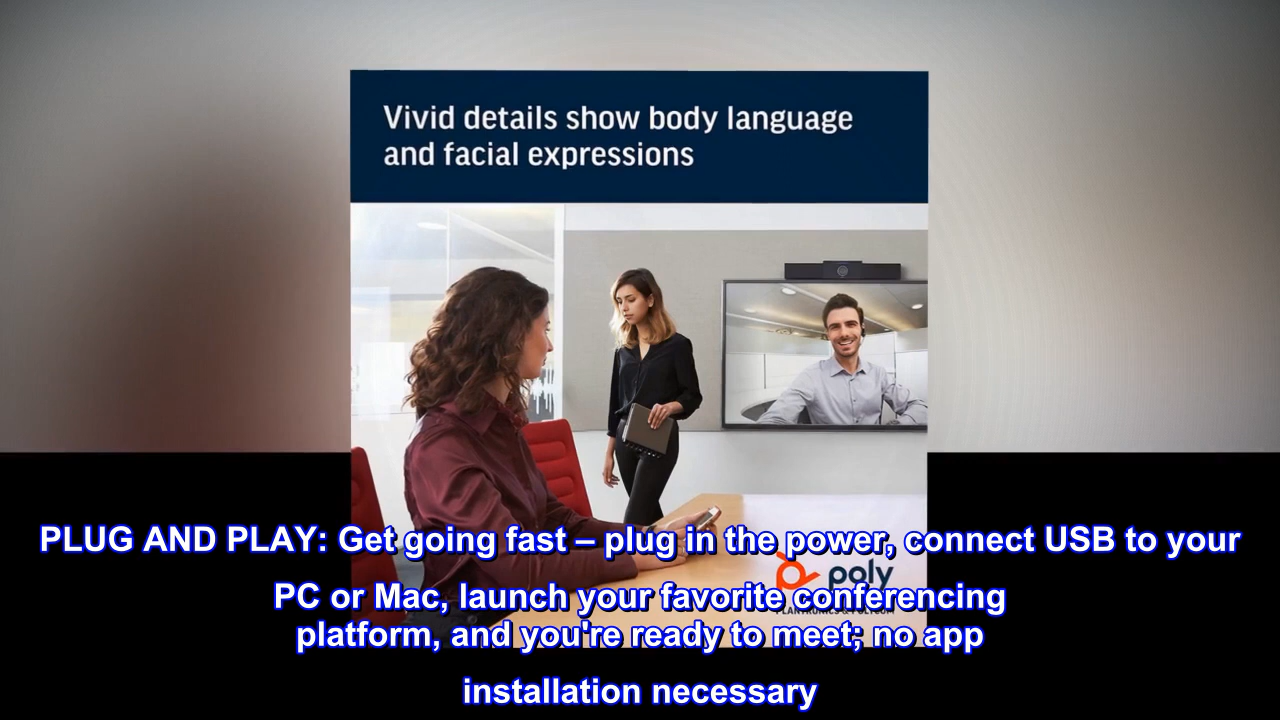 Vivid details show body language
and facial expressions
PLUG AND PLAY: Get going fast – plug in the power, connect USB to your
poly
PC or Mac, launch your favorite conferencing
PLANTRONICS & POLYCOM
platform, and you're ready to meet; no app
installation necessary